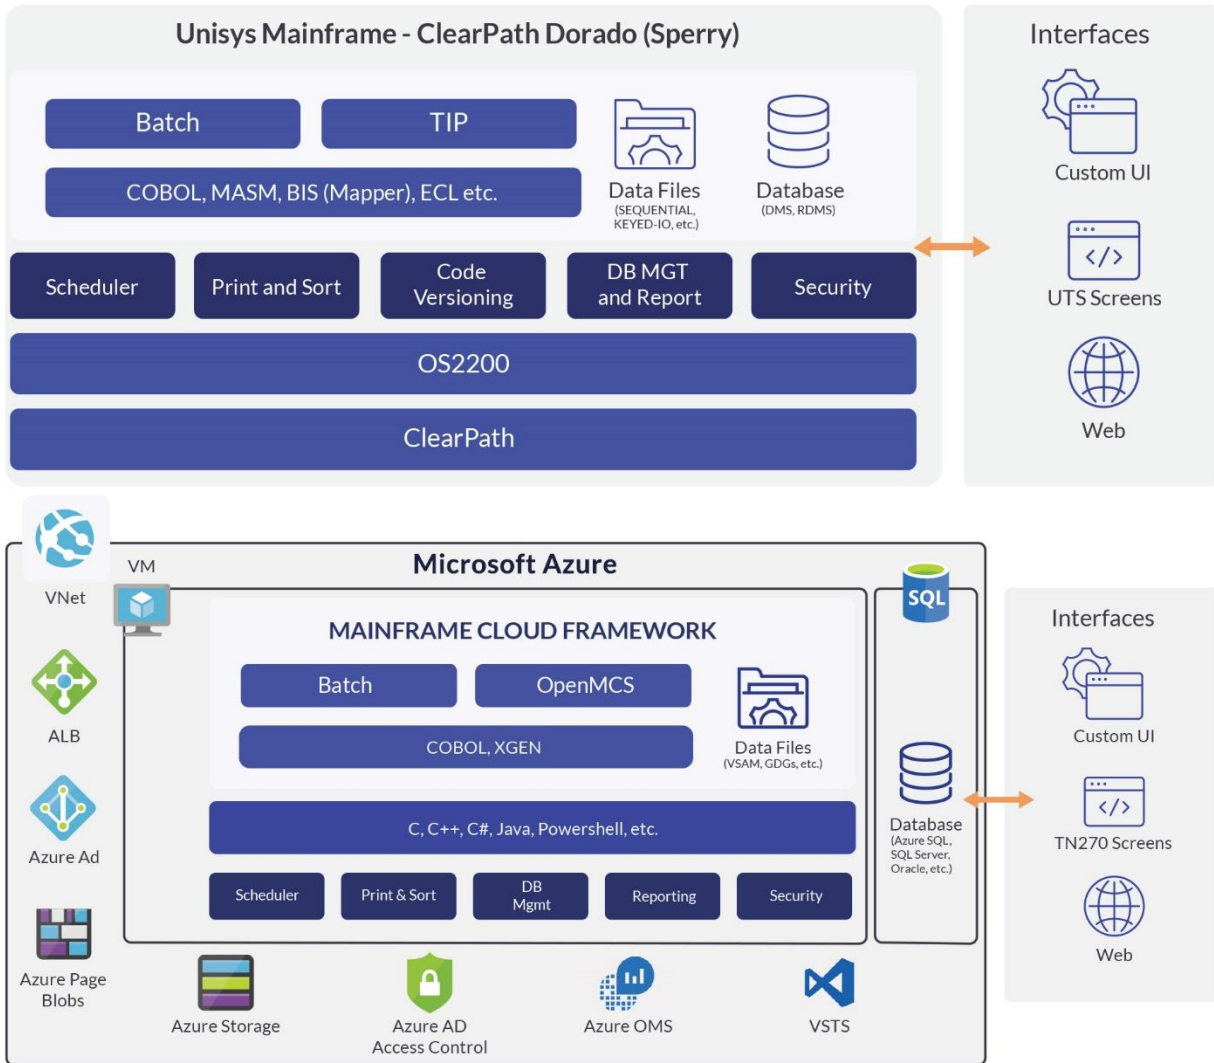 Unisys Mainframe - ClearPath Dorado (Sperry)
Interfaces
Batch
TIP
COBOL, MASM, BIS (Mapper), ECL etc.
Data Files
(SEQUENTIAL,
KEYED-IO, etc.)
Database
(DMS, RDMS)
Custom UI
</>
UTS Screens
Web
Scheduler
Print and Sort
Code
Versioning
DB MGT
and Report
Security
OS2200
ClearPath
Microsoft Azure
VNet
VM
SQL
MAINFRAME CLOUD FRAMEWORK
Batch
OpenMCS
COBOL, XGEN
Data Files
(VSAM, GDGs, etc.)
C, C++, C#, Java, Powershell, etc.
Scheduler
Print & Sort
DB
Mgmt
Reporting
Security
Database
(Azure SQL,
SQL Server,
Oracle, etc.)
Interfaces
Custom UI
</>
TN270 Screens
Web
ALB
Azure Ad
Azure Page
Blobs
Azure Storage
Azure AD
Access Control
Azure OMS
VSTS